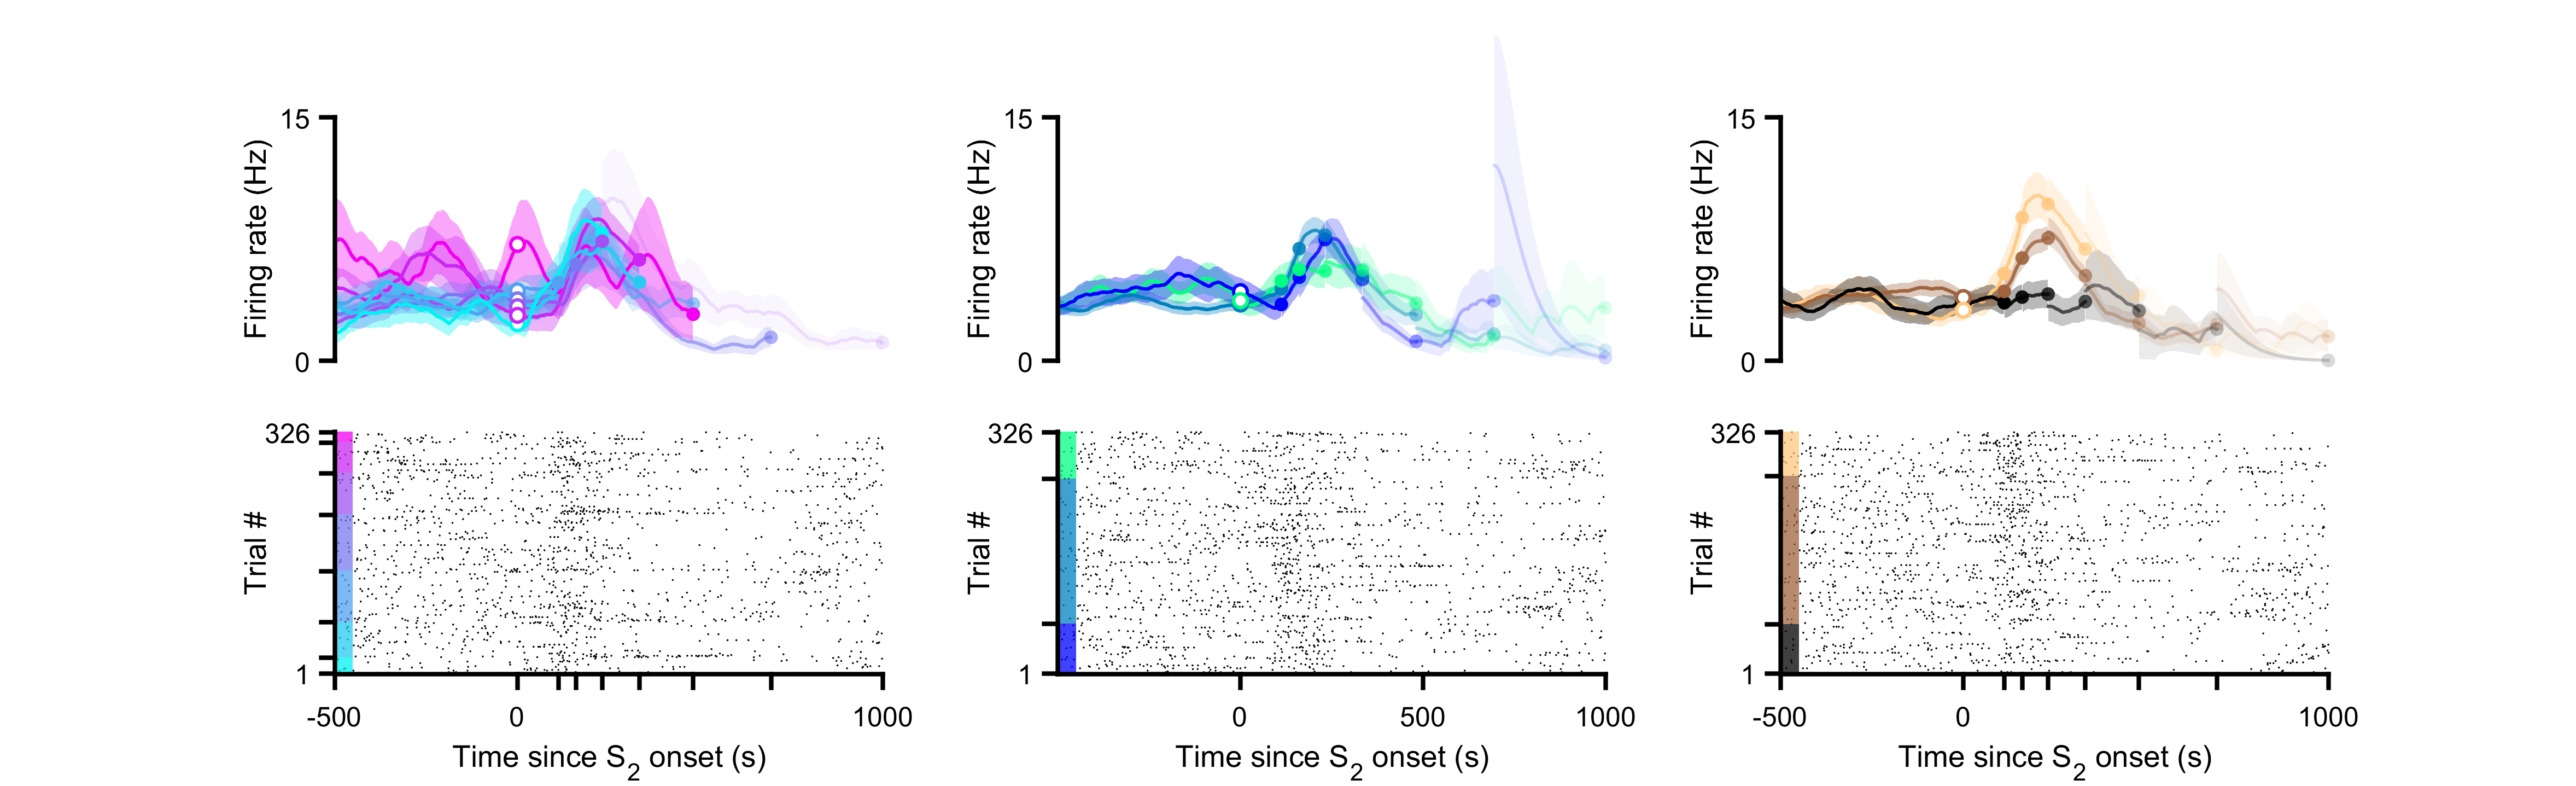 15
Firing rate (Hz)
0
15
Firing rate (Hz)
0
15
Firing rate (Hz)
0
326
Trial #
1
-500 0 1000
Time since S2 onset (s)
326
Trial #
1
0 500 1000
Time since S2 onset (s)
326
Trial #
1
-500 0 1000
Time since S2 onset (s)